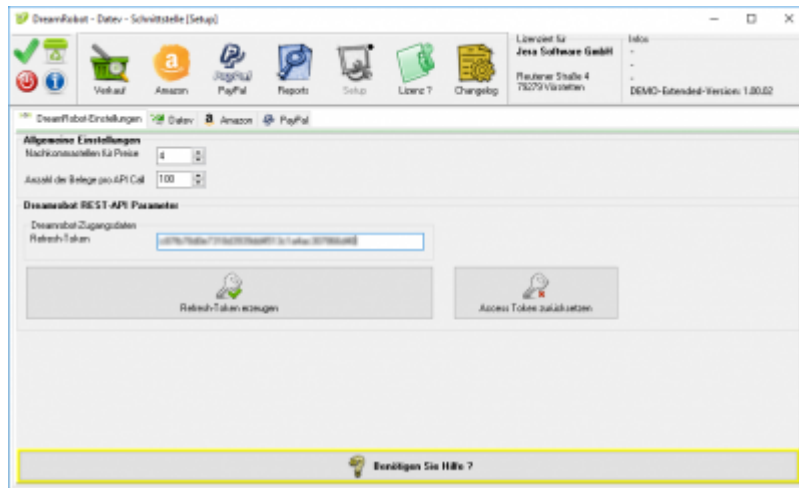 DreamRobot - Datev - Schnittstelle [Setup]
Verkauf
Amazon
PayPal
PayPal
Reports
Setup
Lizenz ?
Changelog
Lizenziert für
Jera Software GmbH
Reutener Straße 4
79279 Vörstetten
Infos
-
-
-
DEMO-Extended-Version: 1.00.02
DreamRobot-Einstellungen
Datev
Amazon
PayPal
Allgemeine Einstellungen
Nachkommastellen für Preise
4
Anzahl der Belege pro API Call
100
Dreamrobot REST-API Parameter
Dreamrobot-Zugangsdaten
Refresh-Token
Refresh-Token erzeugen
Access Token zurücksetzen
Benötigen Sie Hilfe ?